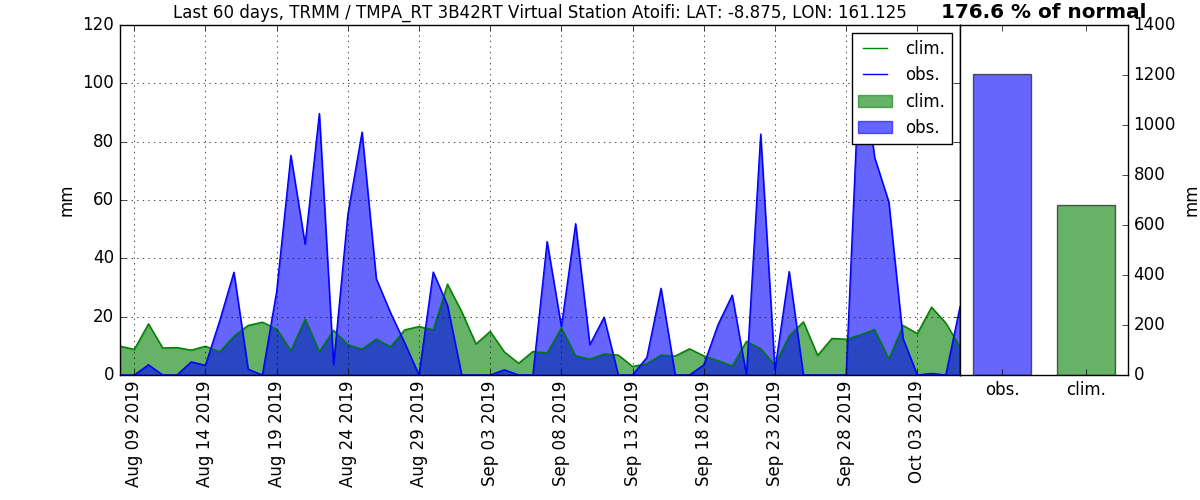 Last 60 days, TRMM / TMPA_RT 3B42RT Virtual Station Atoifi: LAT: -8.875, LON: 161.125
176.6 % of normal
120
100
80
60
40
20
0
mm
clim.
obs.
clim.
obs.
Aug 09 2019
Aug 14 2019
Aug 19 2019
Aug 24 2019
Aug 29 2019
Sep 03 2019
Sep 08 2019
Sep 13 2019
Sep 18 2019
Sep 23 2019
Sep 28 2019
Oct 03 2019
1400
1200
1000
800
600
400
200
0
mm
obs.
clim.